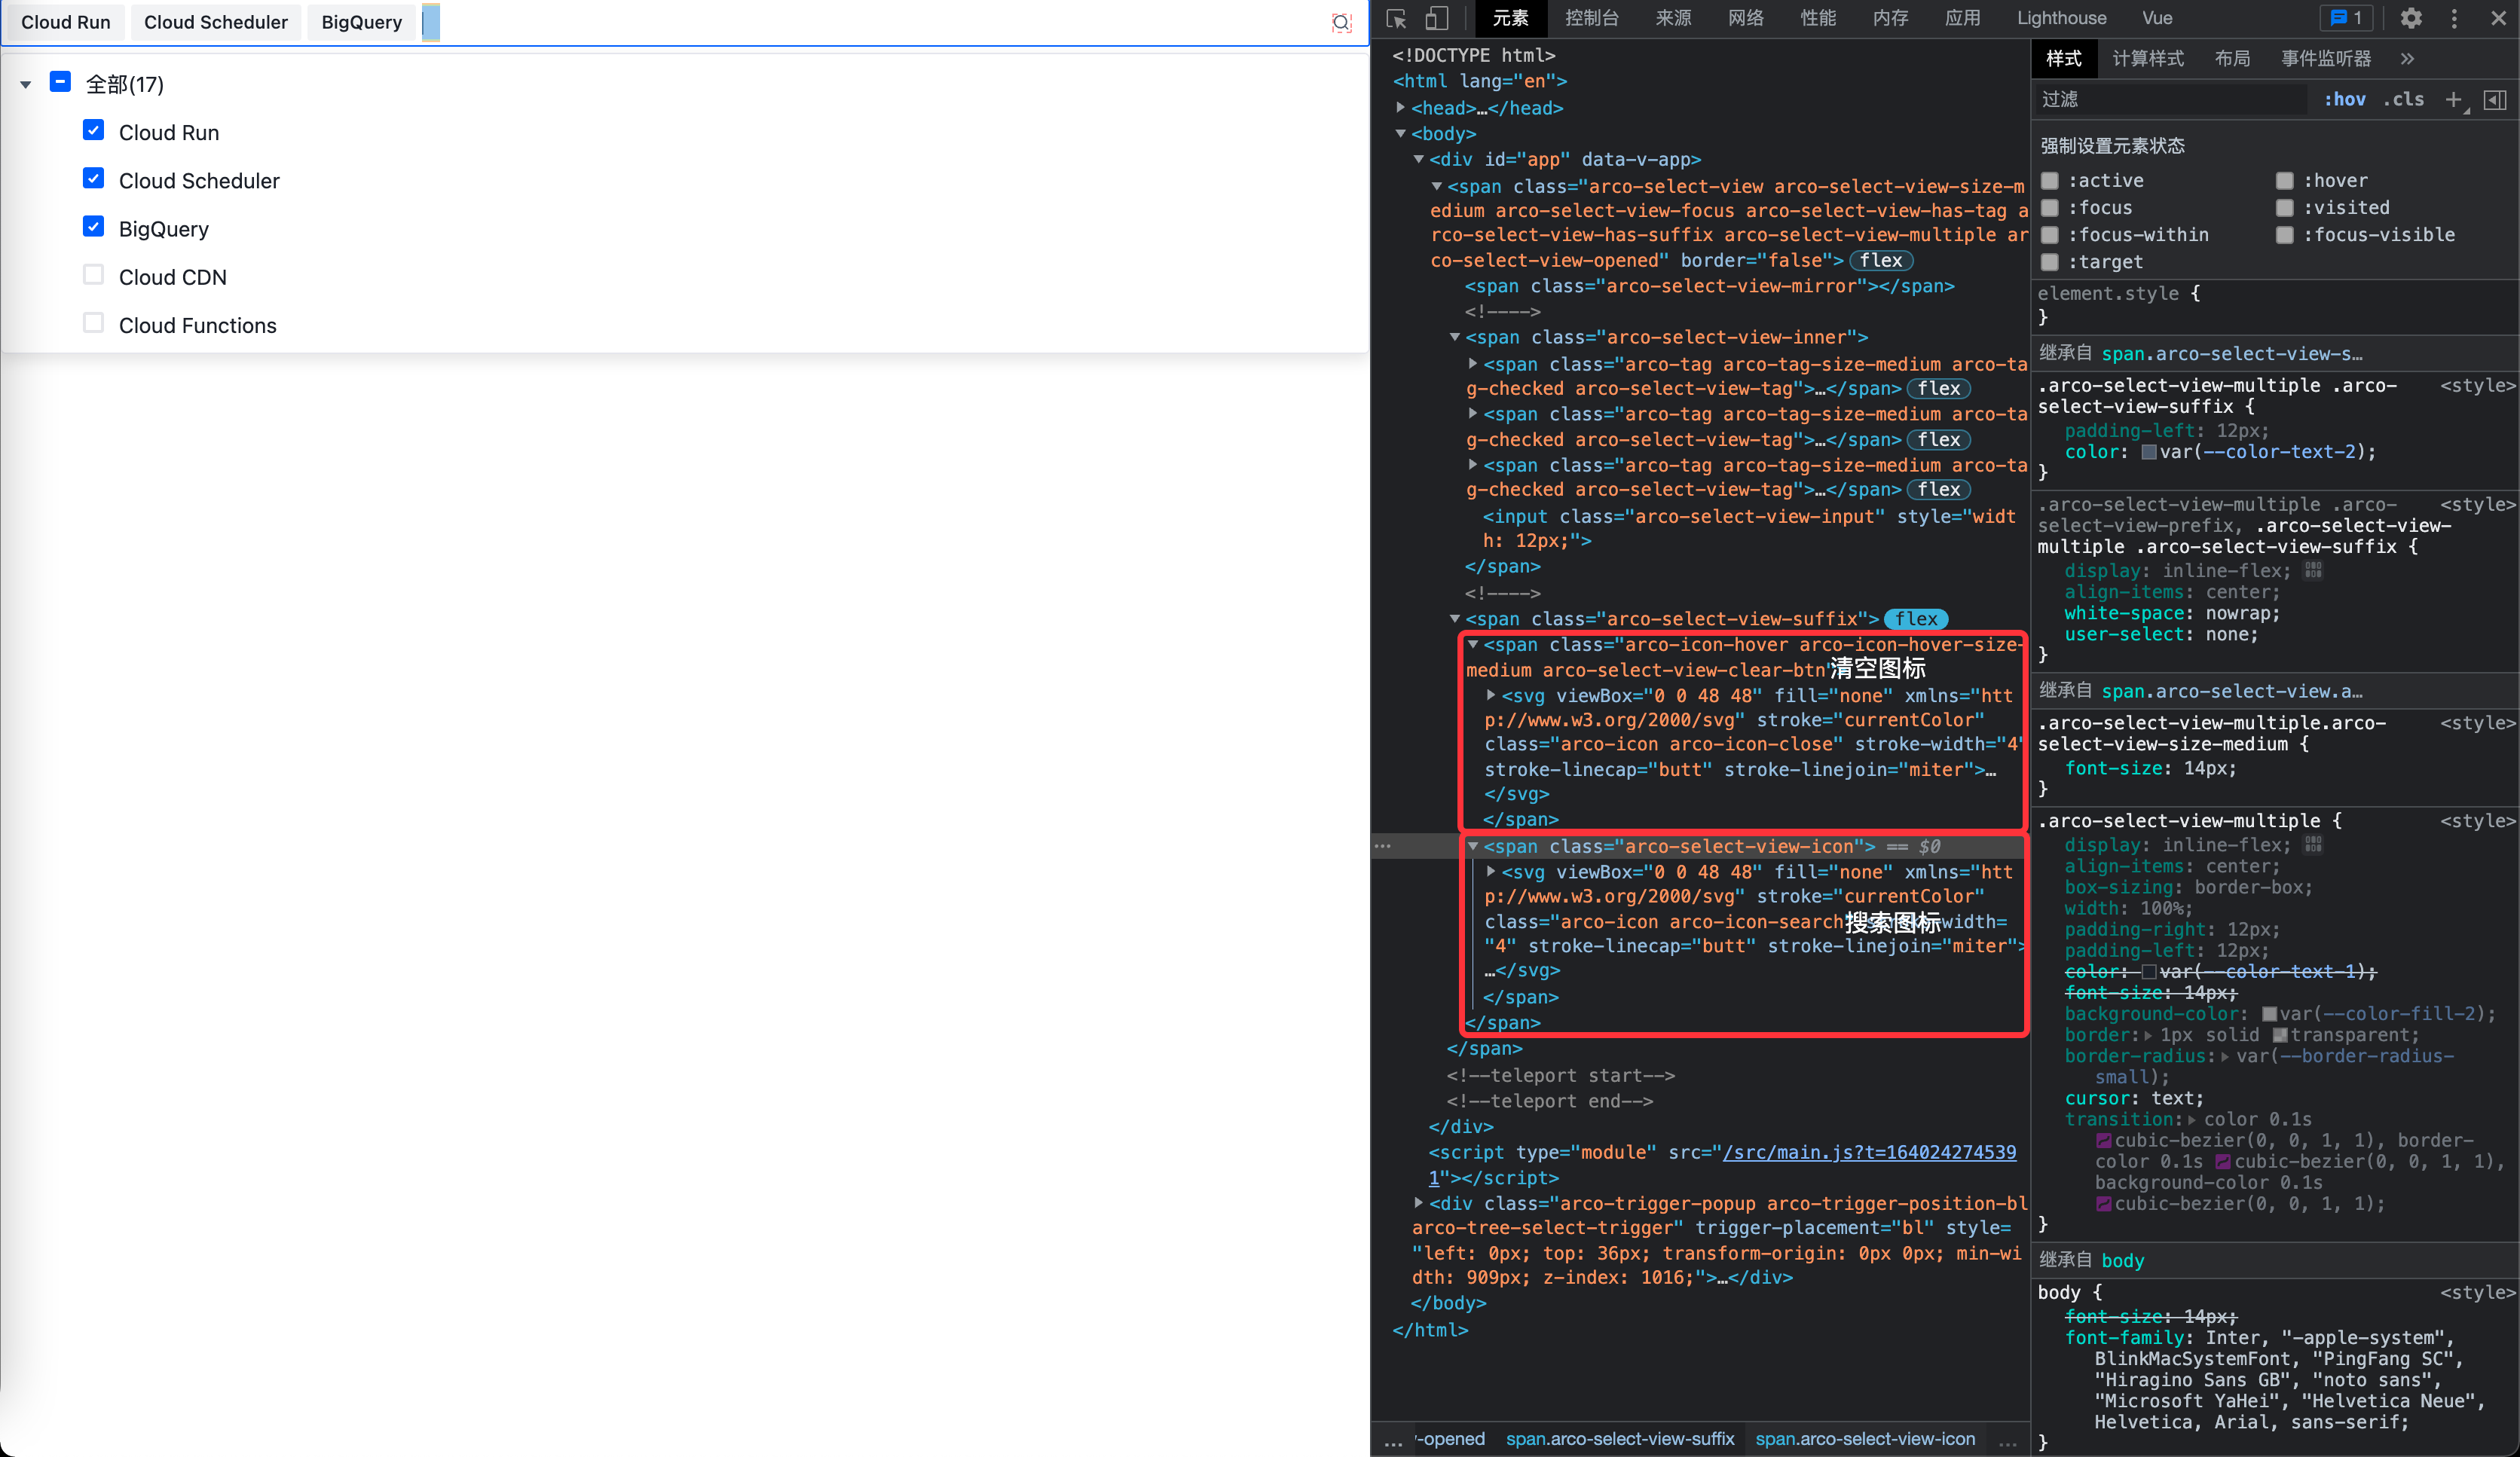 Cloud Run Cloud Scheduler BigQuery
全部(17)
Cloud Run
Cloud Scheduler
BigQuery
Cloud CDN
Cloud Functions
元素 控制台 来源 网络 性能 内存 应用 Lighthouse Vue 1
<!DOCTYPE html>
<html lang="en">
<head>…</head>
<body>
<div id="app" data-v-app>
<span class="arco-select-view arco-select-view-size-m
edium arco-select-view-focus arco-select-view-has-tag a
rco-select-view-has-suffix arco-select-view-multiple ar
co-select-view-opened" border="false"> flex
<span class="arco-select-view-mirror"></span>
<!---->
<span class="arco-select-view-inner">
<span class="arco-tag arco-tag-size-medium arco-ta
g-checked arco-select-view-tag">…</span> flex
<span class="arco-tag arco-tag-size-medium arco-ta
g-checked arco-select-view-tag">…</span> flex
<span class="arco-tag arco-tag-size-medium arco-ta
g-checked arco-select-view-tag">…</span> flex
<input class="arco-select-view-input" style="widt
h: 12px;">
</span>
<!---->
<span class="arco-select-view-suffix"> flex
<span class="arco-icon-hover arco-icon-hover-size-
medium arco-select-view-clear-btn" 清空图标
<svg viewBox="0 0 48 48" fill="none" xmlns="htt
p://www.w3.org/2000/svg" stroke="currentColor"
class="arco-icon arco-icon-close" stroke-width="4"
stroke-linecap="butt" stroke-linejoin="miter">…
</svg>
</span>
… <span class="arco-select-view-icon"> == $0
<svg viewBox="0 0 48 48" fill="none" xmlns="htt
p://www.w3.org/2000/svg" stroke="currentColor"
class="arco-icon arco-icon-search 搜索图标 width=
"4" stroke-linecap="butt" stroke-linejoin="miter">
…</svg>
</span>
</span>
</span>
<!--teleport start-->
<!--teleport end-->
</div>
<script type="module" src="/src/main.js?t=164024274539
1"></script>
<div class="arco-trigger-popup arco-trigger-position-bl
arco-tree-select-trigger" trigger-placement="bl" style=
"left: 0px; top: 36px; transform-origin: 0px 0px; min-wi
dth: 909px; z-index: 1016;">…</div>
</body>
</html>
… -opened span.arco-select-view-suffix span.arco-select-view-icon …
样式 计算样式 布局 事件监听器 »
过滤 :hov .cls +
强制设置元素状态
:active :hover
:focus :visited
:focus-within :focus-visible
:target
element.style {
}
继承自 span.arco-select-view-s…
.arco-select-view-multiple .arco- <style>
select-view-suffix {
padding-left: 12px;
color: var(--color-text-2);
}
.arco-select-view-multiple .arco- <style>
select-view-prefix, .arco-select-view-
multiple .arco-select-view-suffix {
display: inline-flex;
align-items: center;
white-space: nowrap;
user-select: none;
}
继承自 span.arco-select-view.a…
.arco-select-view-multiple.arco- <style>
select-view-size-medium {
font-size: 14px;
}
.arco-select-view-multiple { <style>
display: inline-flex;
align-items: center;
box-sizing: border-box;
width: 100%;
padding-right: 12px;
padding-left: 12px;
color: var(--color-text-1);
font-size: 14px;
background-color: var(--color-fill-2);
border: 1px solid transparent;
border-radius: var(--border-radius-
small);
cursor: text;
transition: color 0.1s
cubic-bezier(0, 0, 1, 1), border-
color 0.1s cubic-bezier(0, 0, 1, 1),
background-color 0.1s
cubic-bezier(0, 0, 1, 1);
}
继承自 body
body { <style>
font-size: 14px;
font-family: Inter, "-apple-system",
BlinkMacSystemFont, "PingFang SC",
"Hiragino Sans GB", "noto sans",
"Microsoft YaHei", "Helvetica Neue",
Helvetica, Arial, sans-serif;
}